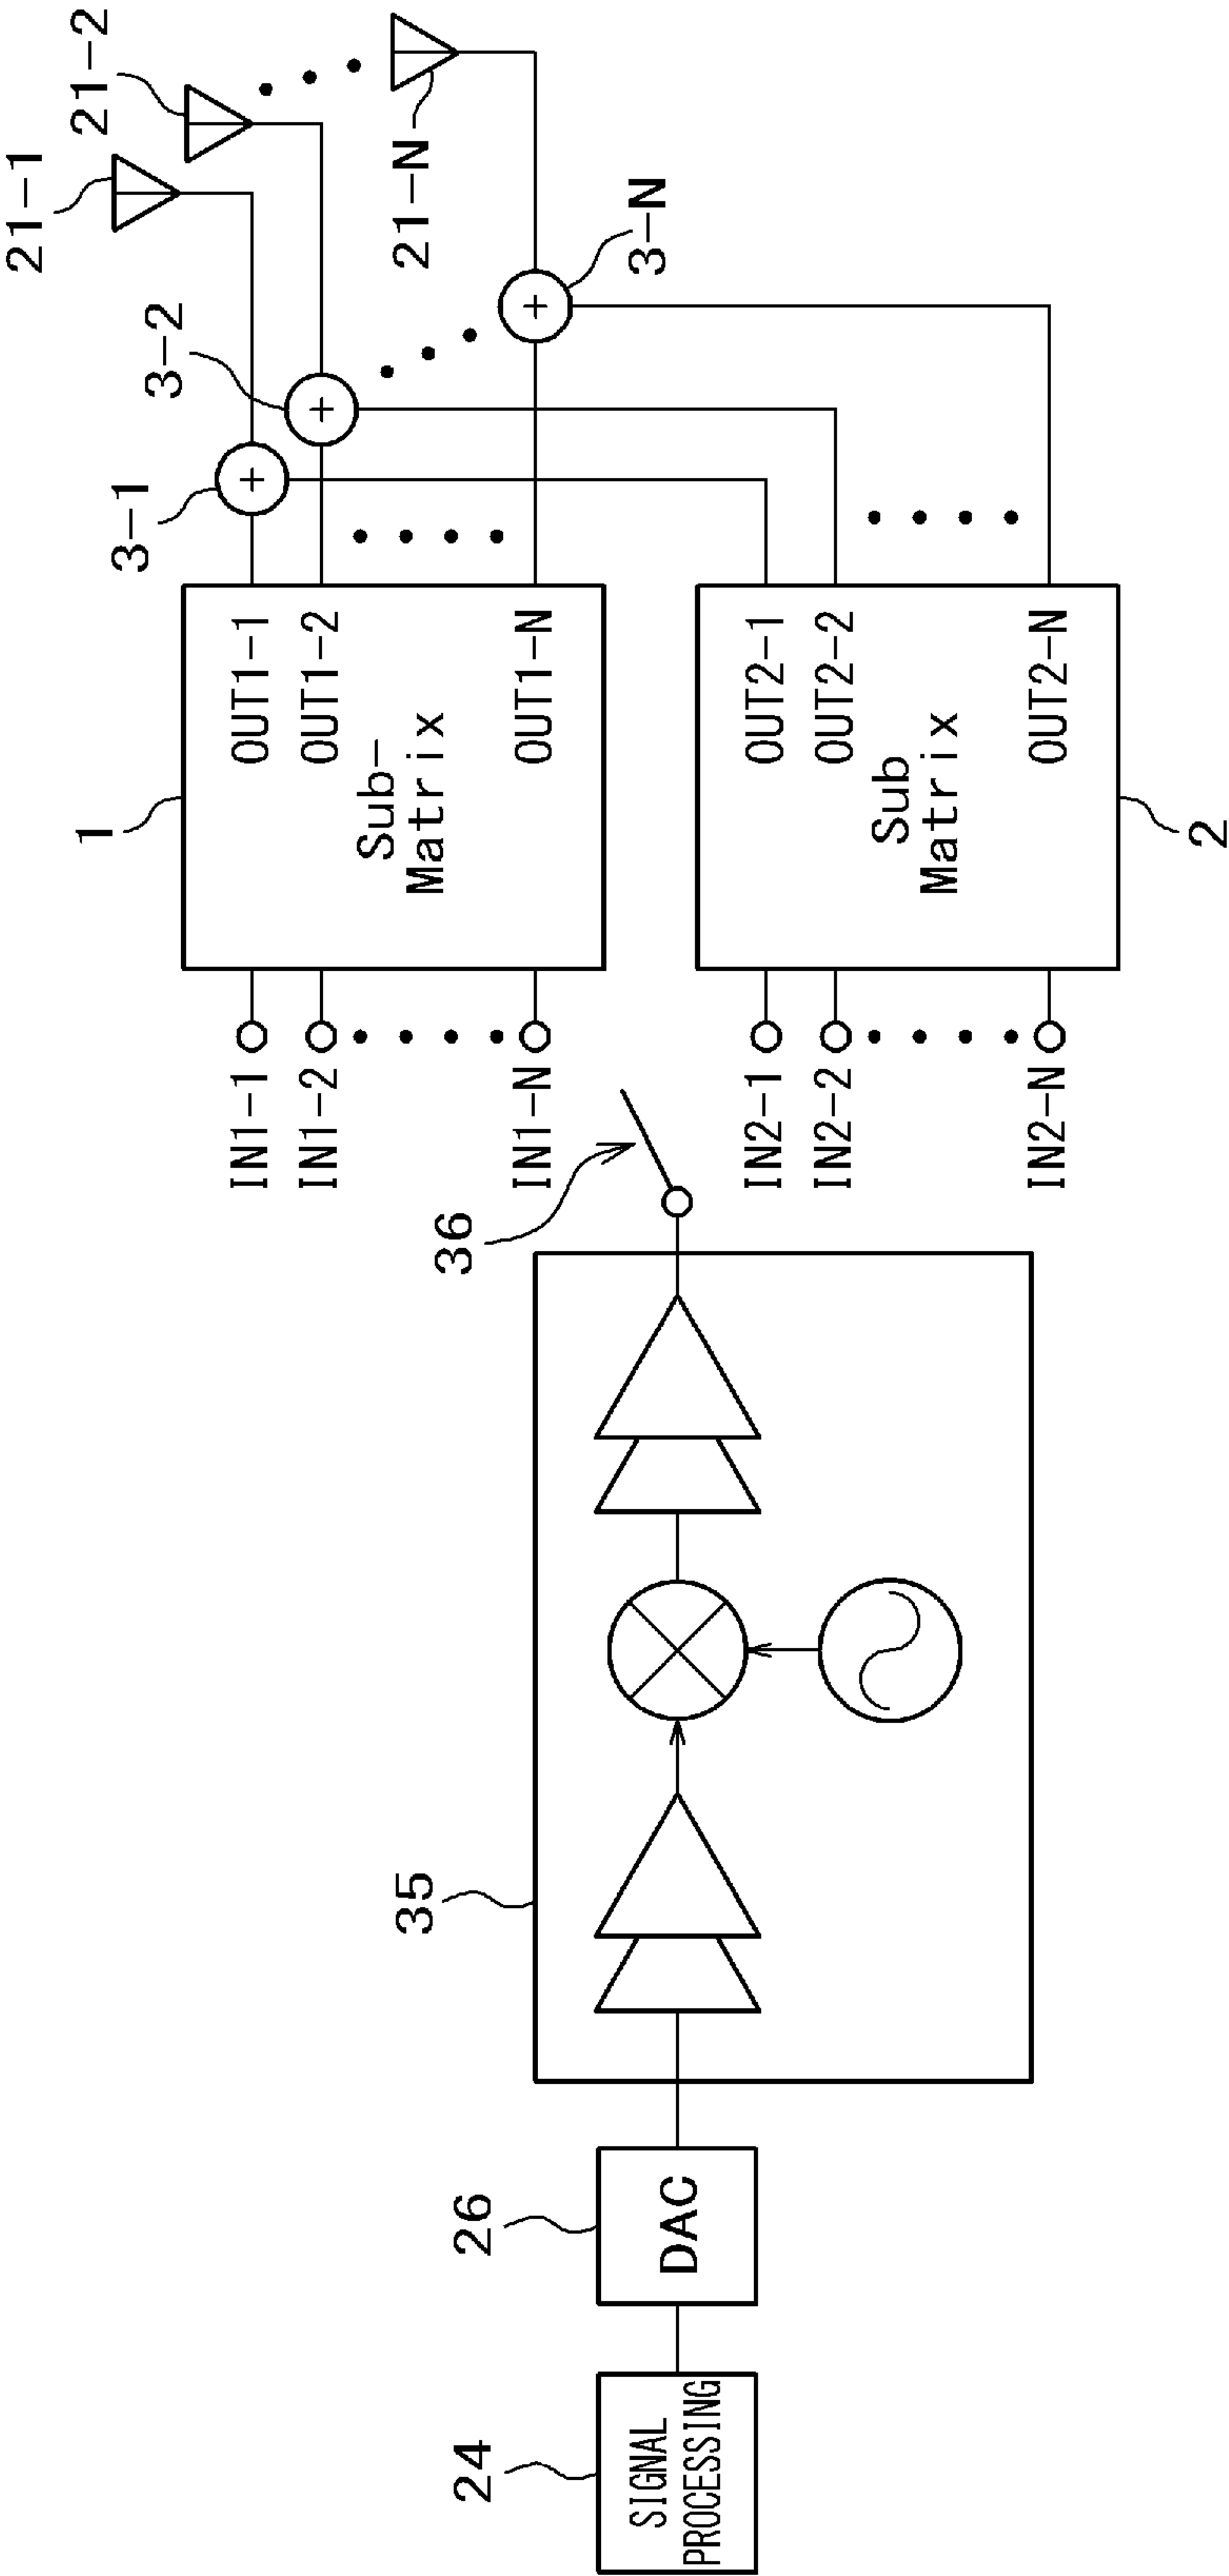 24
SIGNAL
PROCESSING
26
DAC
35
36
IN1-1
IN1-2
IN1-N
IN2-1
IN2-2
IN2-N
1
Sub-
Matrix
OUT1-1
OUT1-2
OUT1-N
2
Sub
Matrix
OUT2-1
OUT2-2
OUT2-N
3-1
3-2
3-N
21-1
21-2
21-N